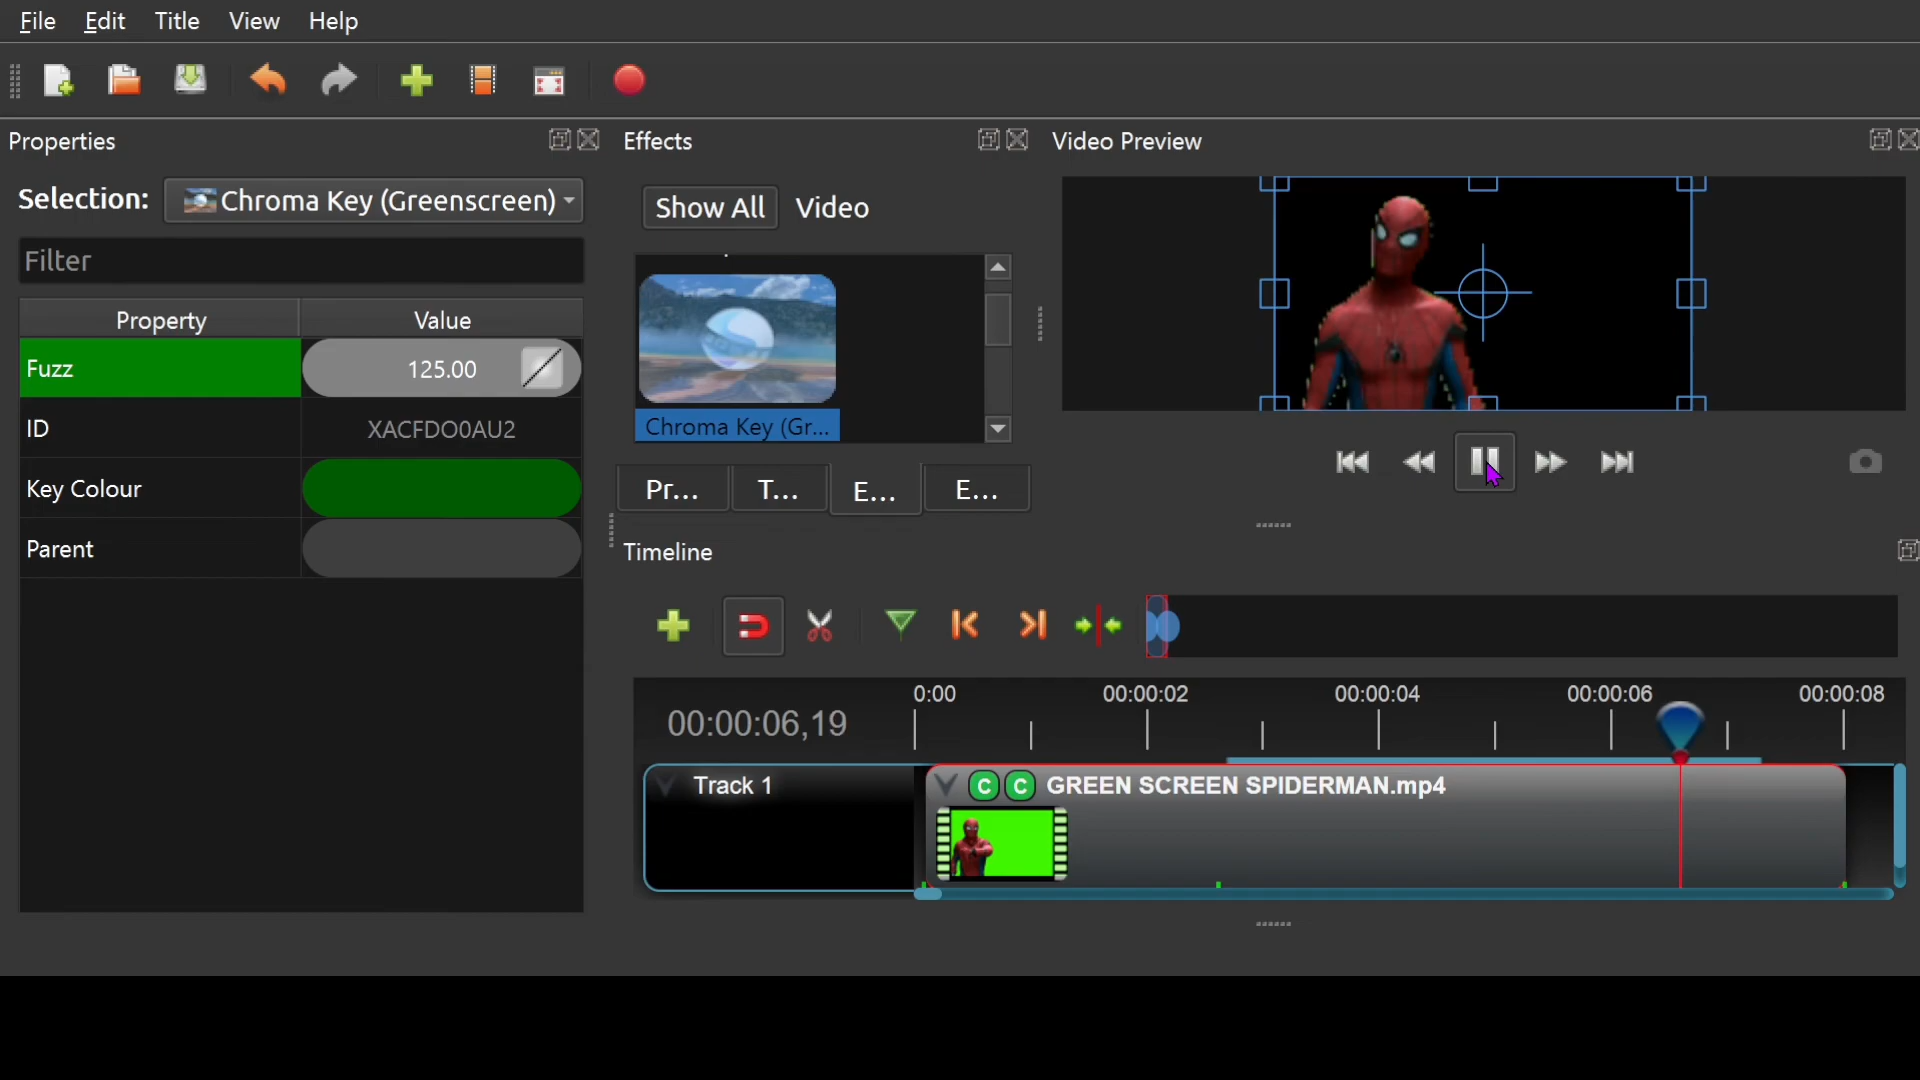 File Edit Title View Help
Properties
Selection: Chroma Key (Greenscreen)
Filter
Property Value
Fuzz 125.00
ID XACFDO0AU2
Key Colour
Parent
Effects
Show All Video
Chroma Key (Gr...
Pr... T... E... E...
Video Preview
Timeline
00:00:06,19
0:00 00:00:02 00:00:04 00:00:06 00:00:08
Track 1
C C GREEN SCREEN SPIDERMAN.mp4